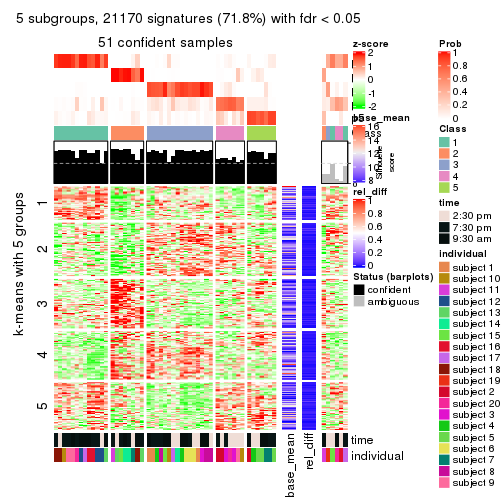 5 subgroups, 21170 signatures (71.8%) with fdr < 0.05
51 confident samples
k-means with 5 groups
1
2
3
4
5
base_mean
rel_diff
time
individual
z-score
2
1
0
-1
-2
base_mean
16
14
10
8
Silhouette
score
rel_diff
1
0.8
0.6
0.4
0.2
0
Status (barplots)
confident
ambiguous
Prob
1
0.8
0.6
0.4
0.2
0
Class
1
2
3
4
5
time
2:30 pm
7:30 pm
9:30 am
Individual
subject 1
subject 10
subject 11
subject 12
subject 13
subject 14
subject 15
subject 16
subject 17
subject 18
subject 19
subject 2
subject 20
subject 3
subject 4
subject 5
subject 6
subject 7
subject 8
subject 9